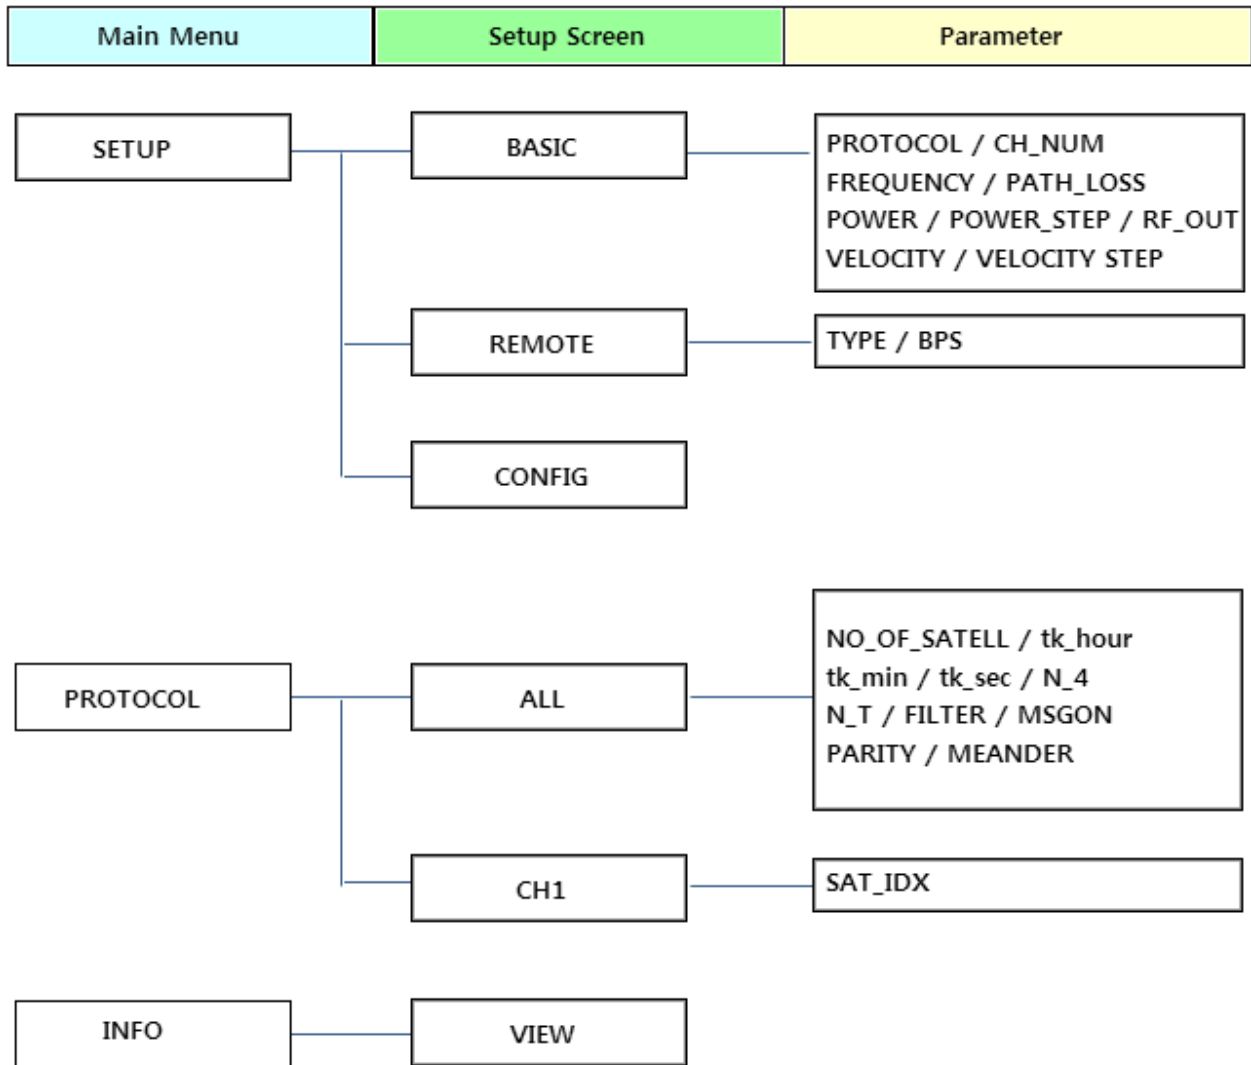 Main Menu
Setup Screen
Parameter
SETUP
BASIC
PROTOCOL / CH_NUM
FREQUENCY / PATH_LOSS
POWER / POWER_STEP / RF_OUT
VELOCITY / VELOCITY STEP
REMOTE
TYPE / BPS
CONFIG
PROTOCOL
ALL
NO_OF_SATELL / tk_hour
tk_min / tk_sec / N_4
N_T / FILTER / MSGON
PARITY / MEANDER
CH1
SAT_IDX
INFO
VIEW